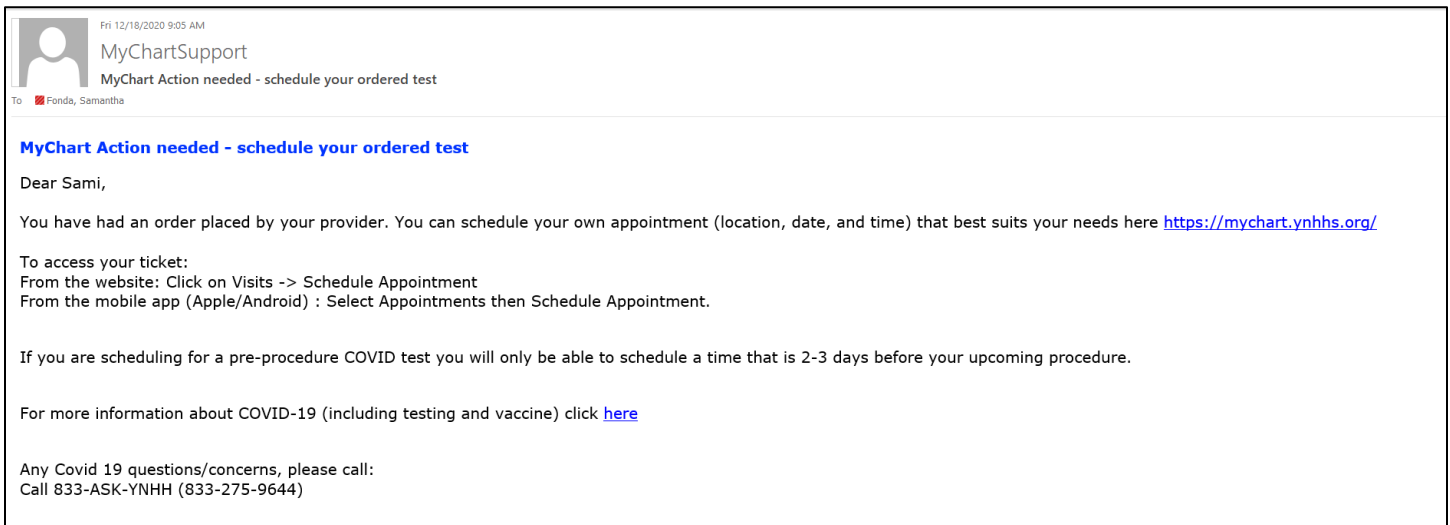 Fri 12/18/2020 9:05 AM
MyChartSupport
MyChart Action needed - schedule your ordered test
To Fonda, Samantha
MyChart Action needed - schedule your ordered test
Dear Sami,
You have had an order placed by your provider. You can schedule your own appointment (location, date, and time) that best suits your needs here https://mychart.ynhhs.org/
To access your ticket:
From the website: Click on Visits -> Schedule Appointment
From the mobile app (Apple/Android) : Select Appointments then Schedule Appointment.
If you are scheduling for a pre-procedure COVID test you will only be able to schedule a time that is 2-3 days before your upcoming procedure.
For more information about COVID-19 (including testing and vaccine) click here
Any Covid 19 questions/concerns, please call:
Call 833-ASK-YNHH (833-275-9644)